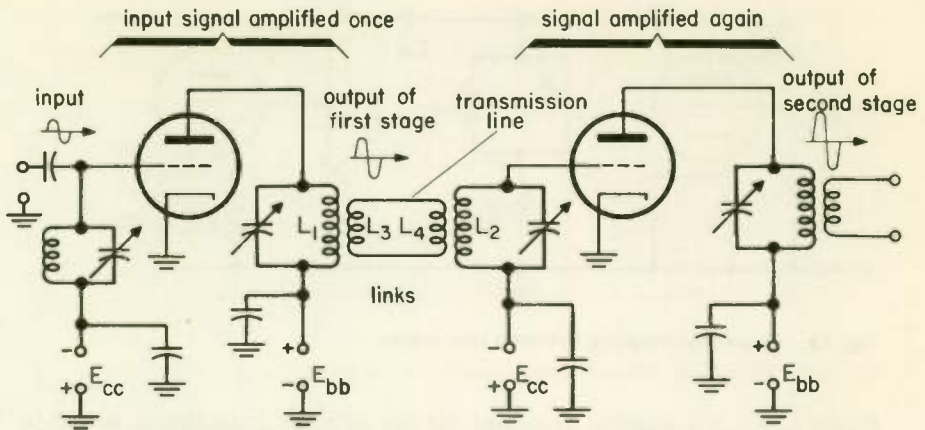 input signal amplified once
signal amplified again
input
output of
first stage
transmission
line
output of
second stage
L1
L3
L4
L2
links
-
+
Ecc
+
-
Ebb
-
+
Ecc
+
-
Ebb